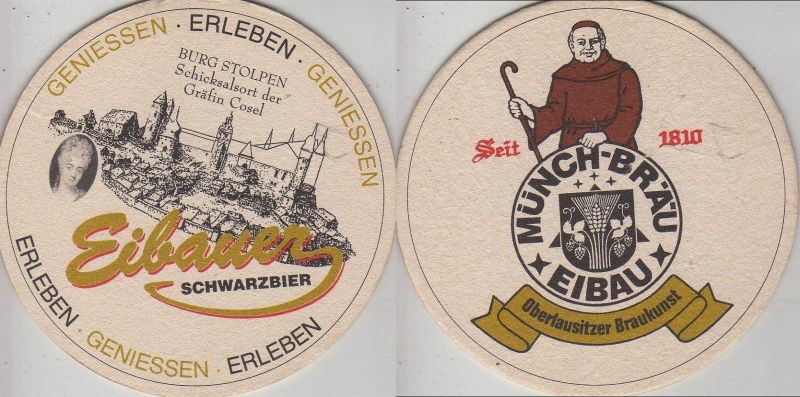 GENIESSEN · ERLEBEN · GENIESSEN
BURG STOLPEN
Schicksalsort der
Gräfin Cosel
Eibauer
SCHWARZBIER
ERLEBEN · GENIESSEN · ERLEBEN
Seit 1810
MÜNCH-BRÄU
EIBAU
Oberlausitzer Braukunst